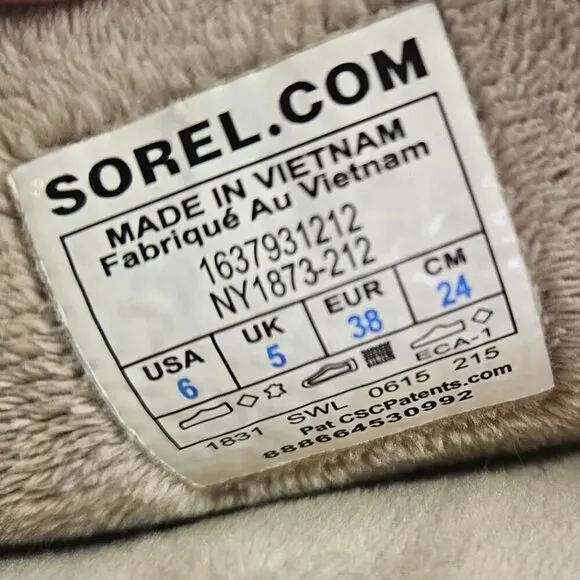 SOREL.COM
MADE IN VIETNAM
Fabriqué Au Vietnam
1637931212
NY1873-212
USA UK EUR CM
6 5 38 24
ECA-1
1831 SWL 0615 215
Pat CSCPatents.com
888664530992